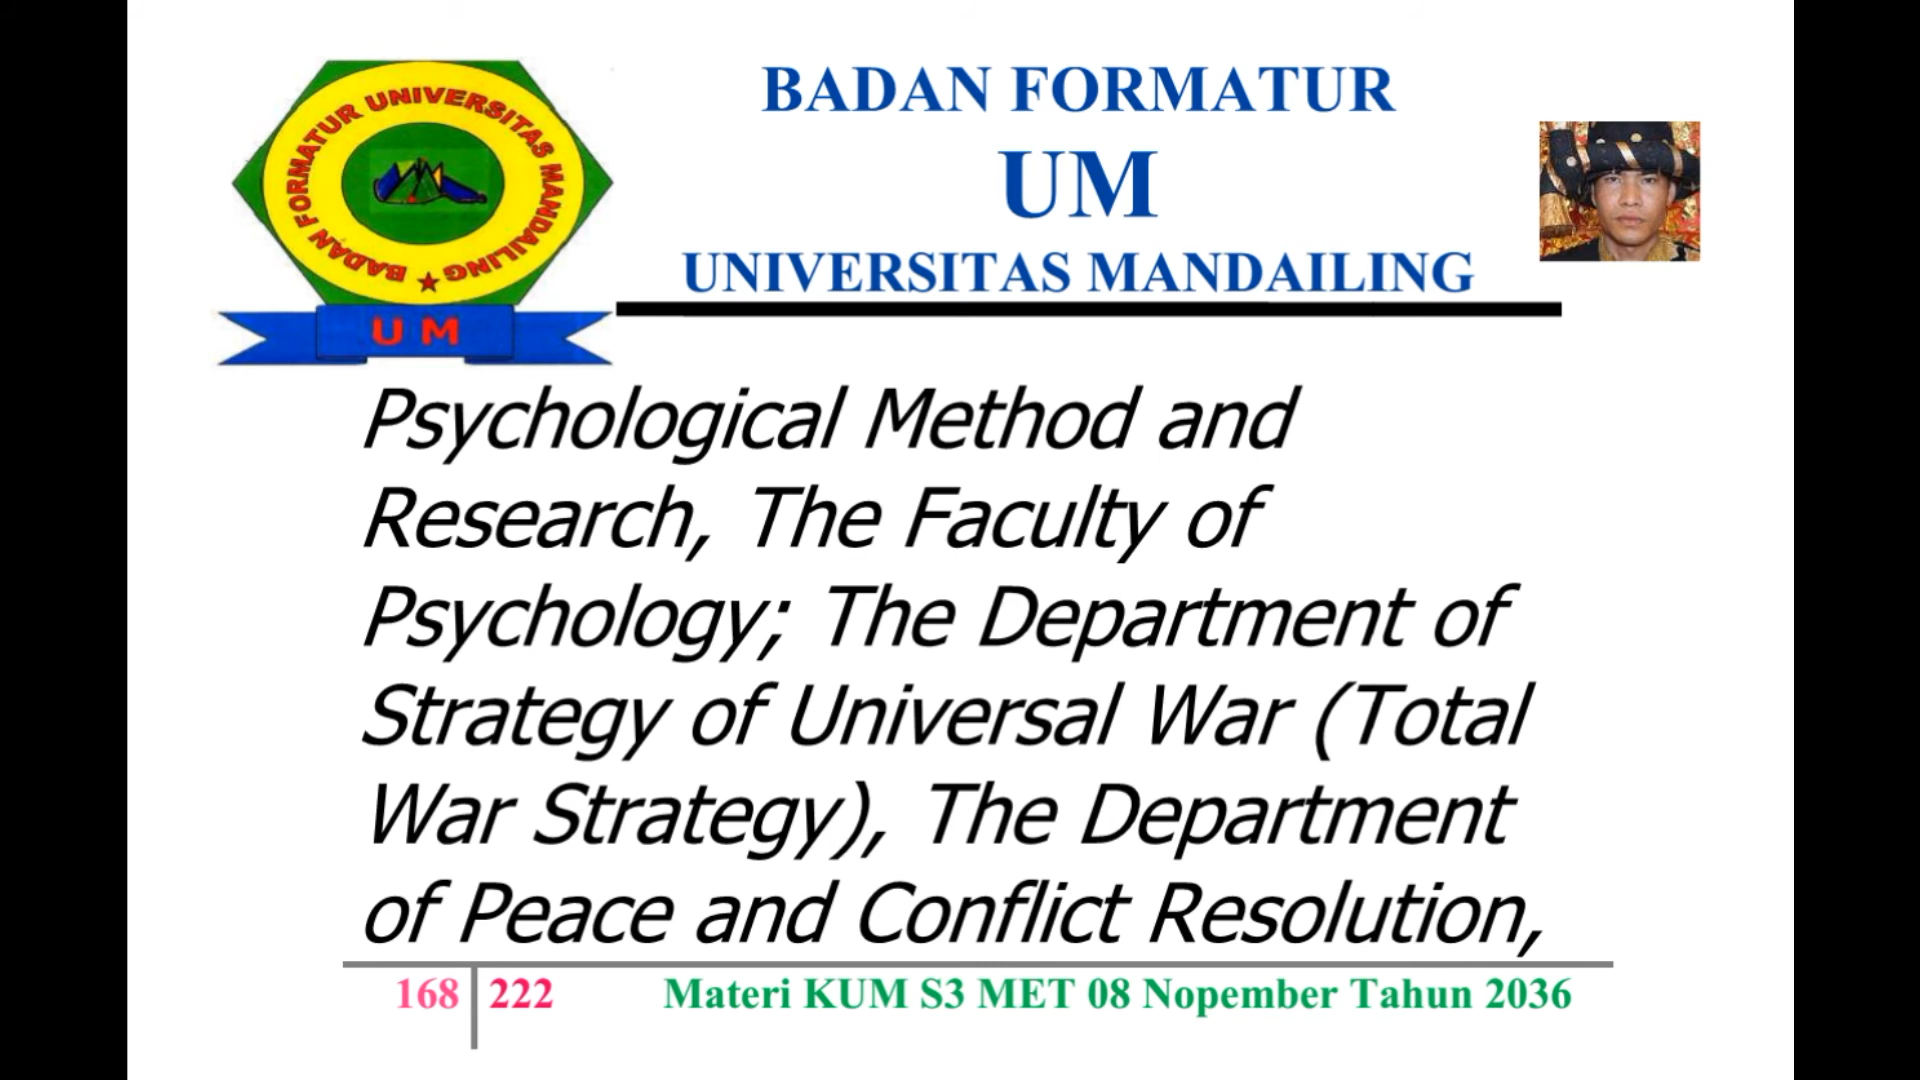 BADAN FORMATUR UNIVERSITAS MANDAILING
U M
BADAN FORMATUR
UM
UNIVERSITAS MANDAILING
Psychological Method and
Research, The Faculty of
Psychology; The Department of
Strategy of Universal War (Total
War Strategy), The Department
of Peace and Conflict Resolution,
168 222 Materi KUM S3 MET 08 Nopember Tahun 2036